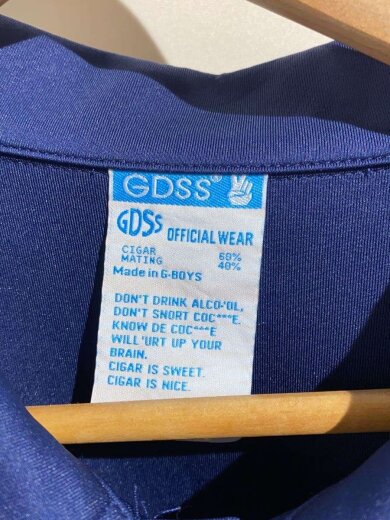 GDSS®
GDSs OFFICIAL WEAR
CIGAR 60%
MATING 40%
Made in G-BOYS
DON'T DRINK ALCO-'OL,
DON'T SNORT COC***E.
KNOW DE COC***E
WILL 'URT UP YOUR
BRAIN.
CIGAR IS SWEET.
CIGAR IS NICE.